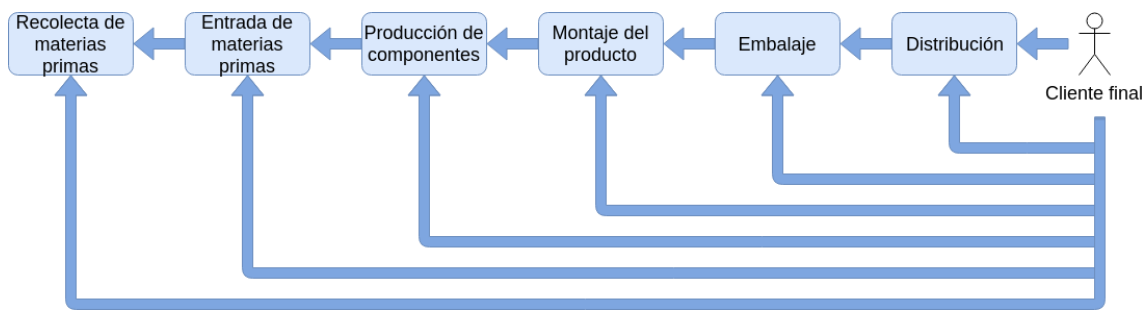 Recolecta de
materias
primas
Entrada de
materias
primas
Producción de
componentes
Montaje del
producto
Embalaje
Distribución
Cliente final